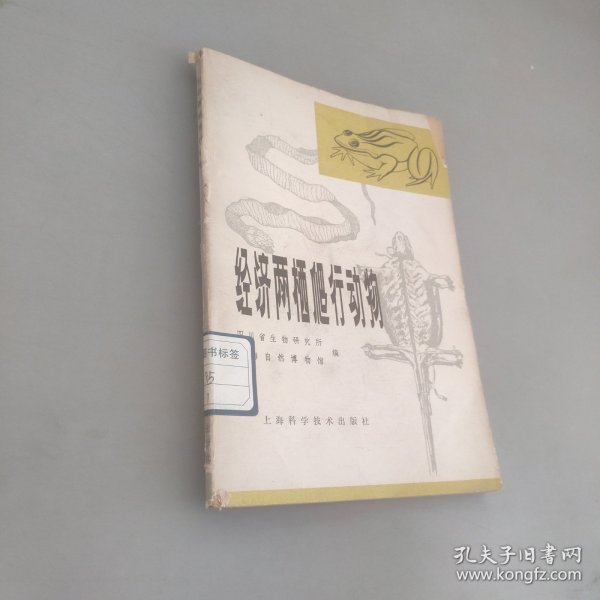 经济两栖爬行动物
四川省生物研究所
自然博物馆
编
上海科学技术出版社
书标签
35
1
孔夫子旧书网
www.kongfz.com